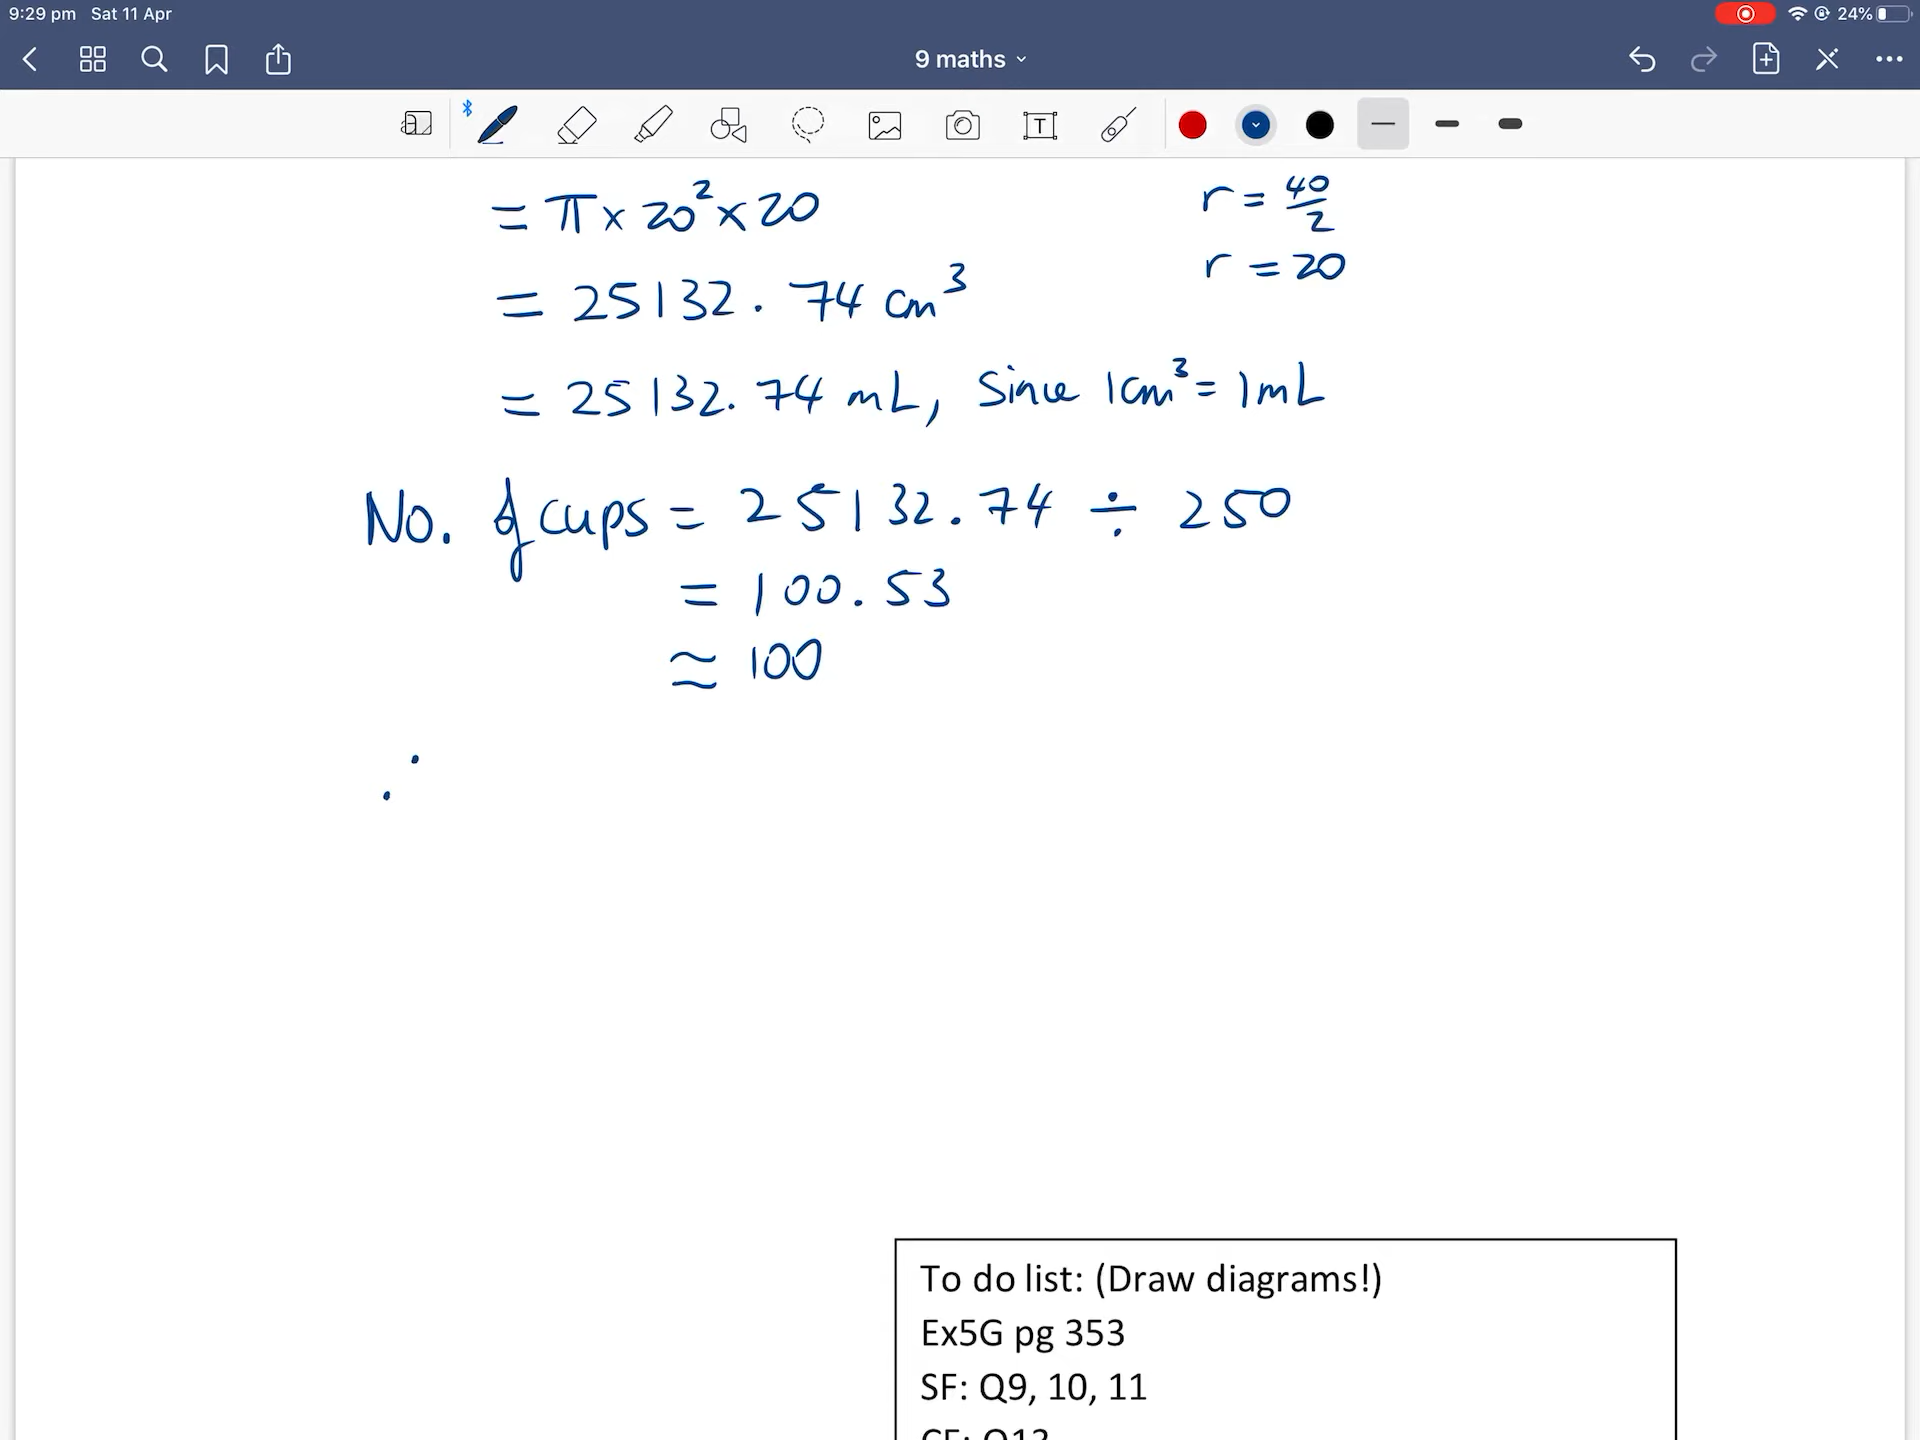 9:29 pm Sat 11 Apr
24%
9 maths
a
T
= π × 20² × 20
r = 40/2
r = 20
= 25132.74 cm³
= 25132.74 mL, Since 1cm³ = 1mL
No. of cups = 25132.74 ÷ 250
= 100.53
≈ 100
To do list: (Draw diagrams!)
Ex5G pg 353
SF: Q9, 10, 11